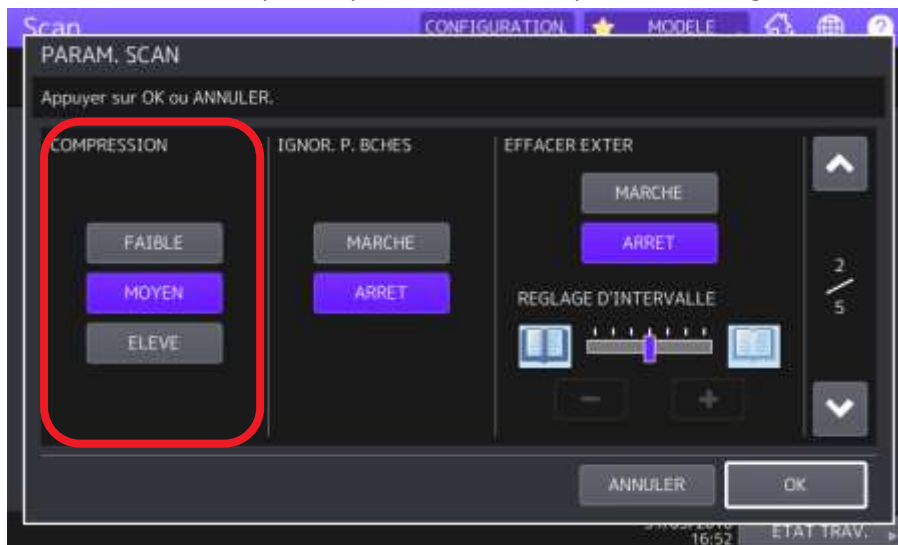 Scan
CONFIGURATION.
MODELE
?
PARAM. SCAN
Appuyer sur OK ou ANNULER.
COMPRESSION
FAIBLE
MOYEN
ELEVE
IGNOR. P. BCHES
MARCHE
ARRET
EFFACER EXTER
MARCHE
ARRET
REGLAGE D'INTERVALLE
2
5
ANNULER
OK
16:52
ETAT TRAV.